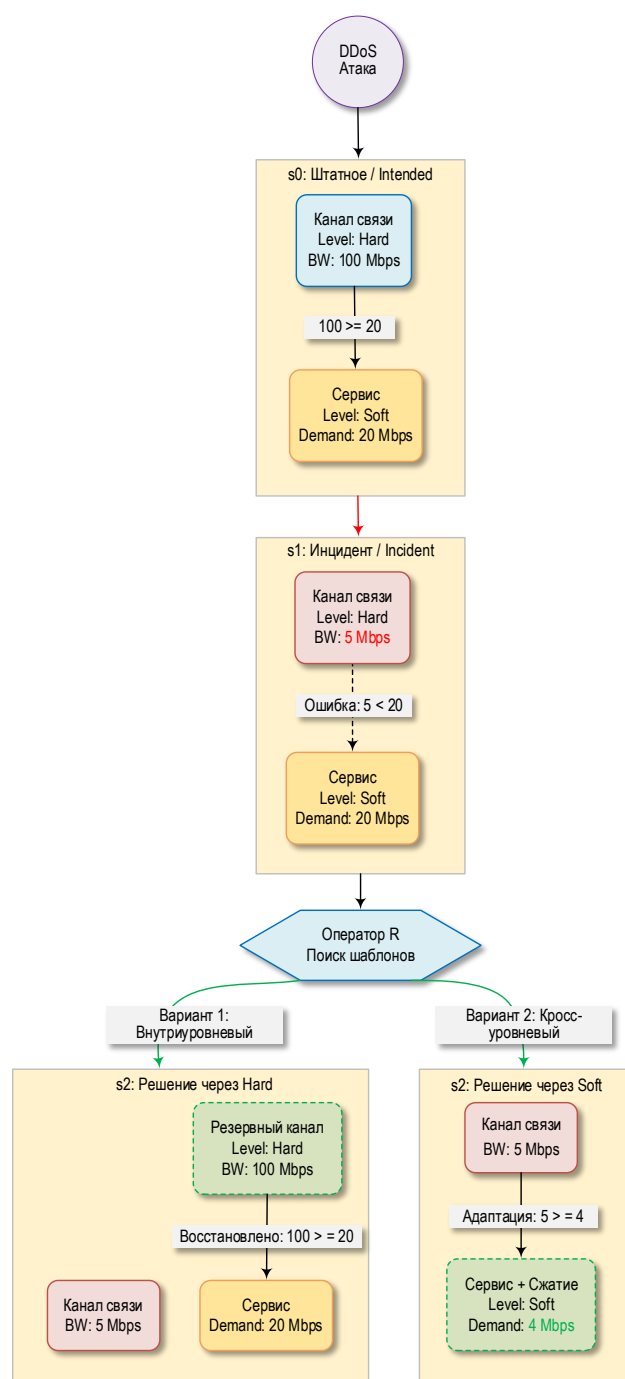 DDoS
Атака
s0: Штатное / Intended
Канал связи
Level: Hard
BW: 100 Mbps
100 >= 20
Сервис
Level: Soft
Demand: 20 Mbps
s1: Инцидент / Incident
Канал связи
Level: Hard
BW: 5 Mbps
Ошибка: 5 < 20
Сервис
Level: Soft
Demand: 20 Mbps
Оператор R
Поиск шаблонов
Вариант 1:
Внутриуровневый
s2: Решение через Hard
Резервный канал
Level: Hard
BW: 100 Mbps
Восстановлено: 100 > = 20
Канал связи
BW: 5 Mbps
Сервис
Demand: 20 Mbps
Вариант 2: Кросс-
уровневый
s2: Решение через Soft
Канал связи
BW: 5 Mbps
Адаптация: 5 > = 4
Сервис + Сжатие
Level: Soft
Demand: 4 Mbps